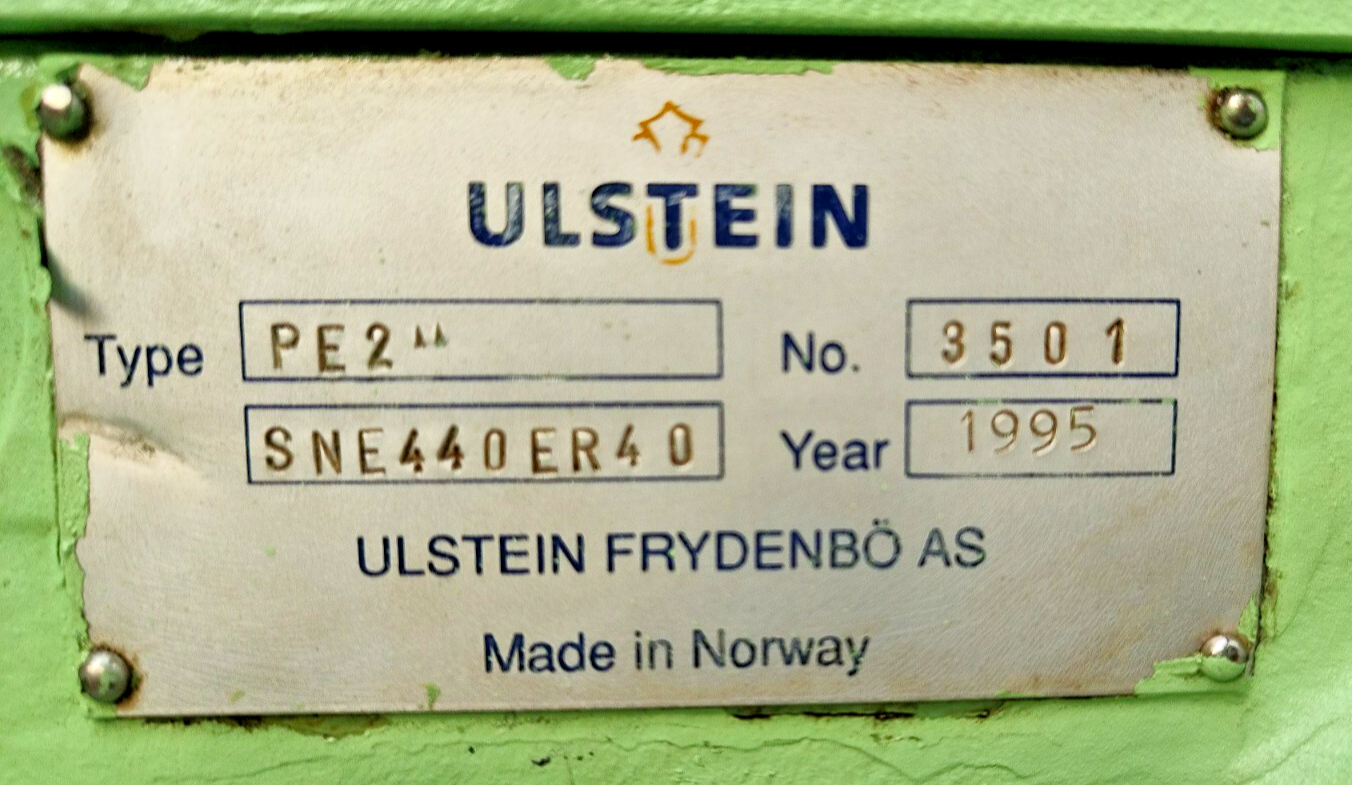 ULSTEIN
Type PE2" No. 3501
SNE440ER40 Year 1995
ULSTEIN FRYDENBÖ AS
Made in Norway